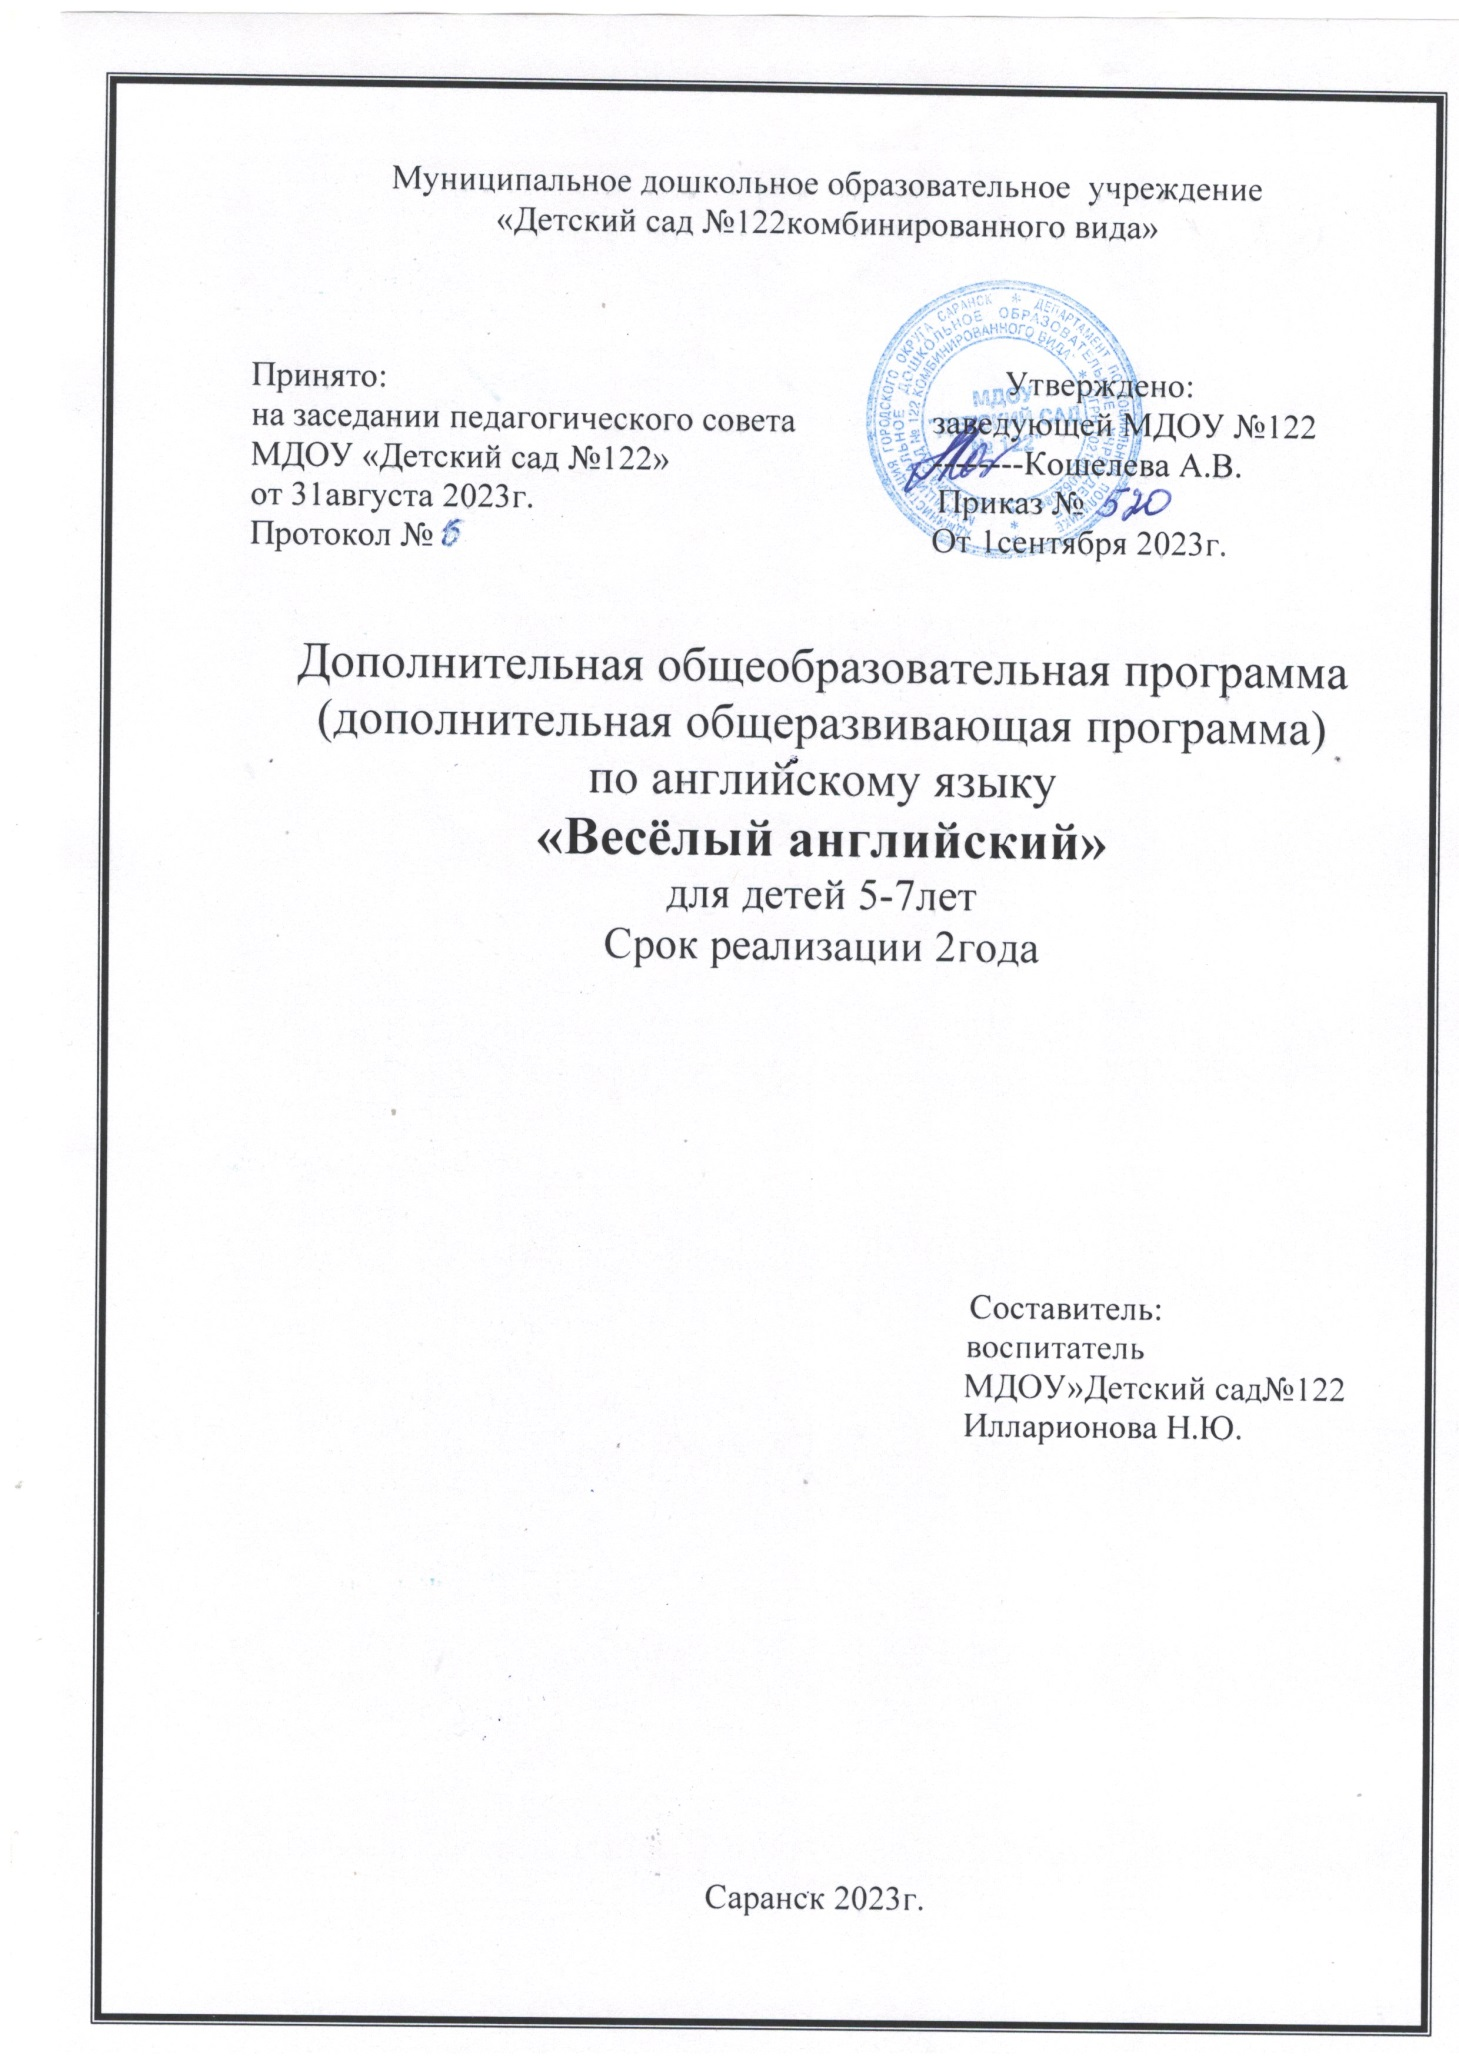 Муниципальное дошкольное образовательное учреждение
«Детский сад №122комбинированного вида»
Принято:
на заседании педагогического совета
МДОУ «Детский сад №122»
от 31августа 2023г.
Протокол №
Утверждено:
заведующей МДОУ №122
--------Кошелева А.В.
Приказ № 520
От 1сентября 2023г.
МДОУ
Дополнительная общеобразовательная программа
(дополнительная общеразвивающая программа)
по английскому языку
«Весёлый английский»
для детей 5-7лет
Срок реализации 2года
Составитель:
воспитатель
МДОУ»Детский сад№122
Илларионова Н.Ю.
Саранск 2023г.